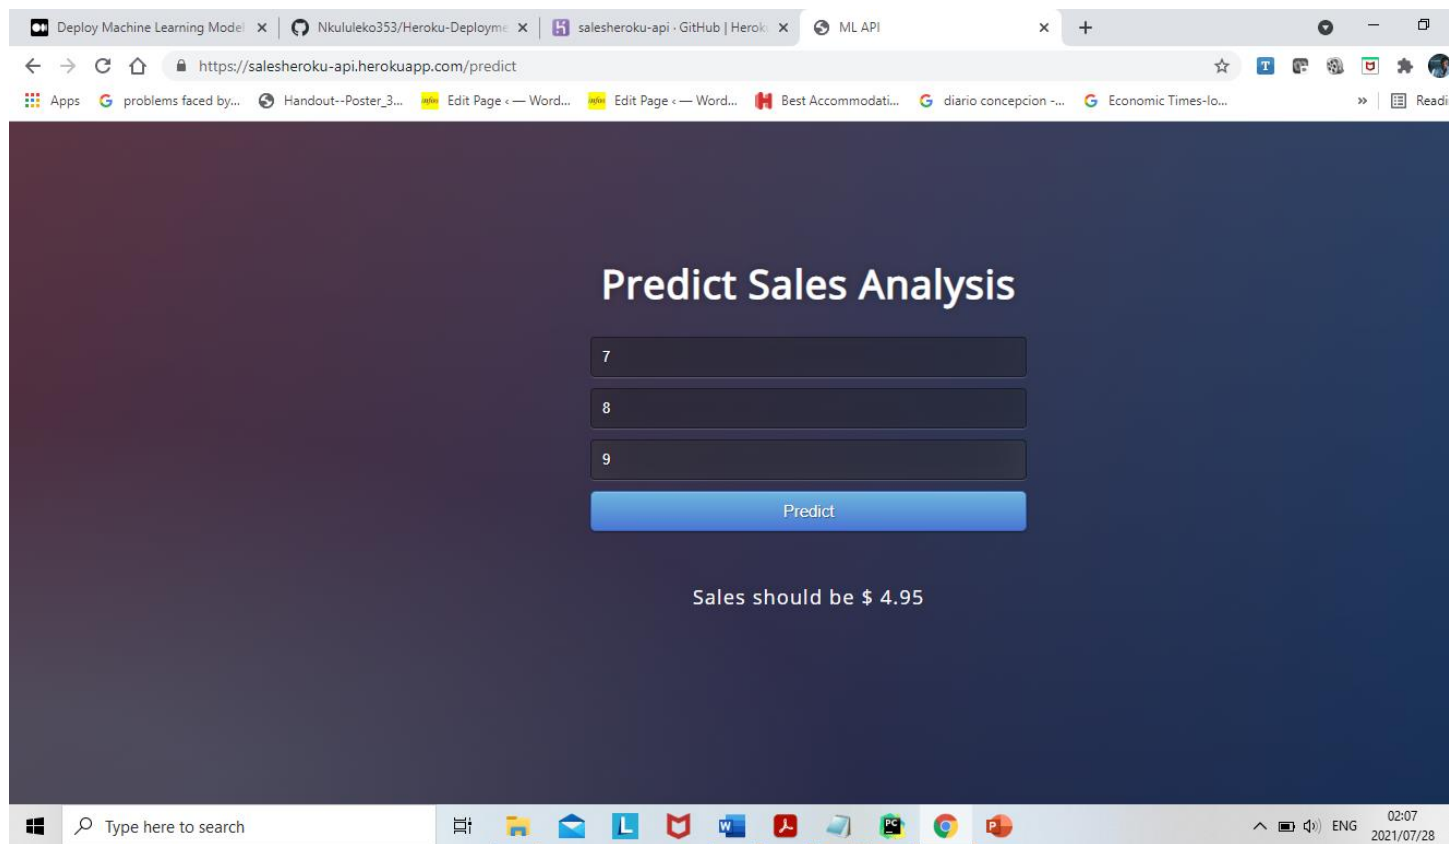 Deploy Machine Learning Model
Nkululeko353/Heroku-Deployme
salesheroku-api · GitHub | Herok
ML API
https://salesheroku-api.herokuapp.com/predict
Apps
problems faced by...
Handout--Poster_3...
Edit Page ‹ — Word...
Edit Page ‹ — Word...
Best Accommodati...
diario concepcion -...
Economic Times-lo...
»
Readi
Predict Sales Analysis
7
8
9
Predict
Sales should be $ 4.95
Type here to search
ENG
02:07
2021/07/28